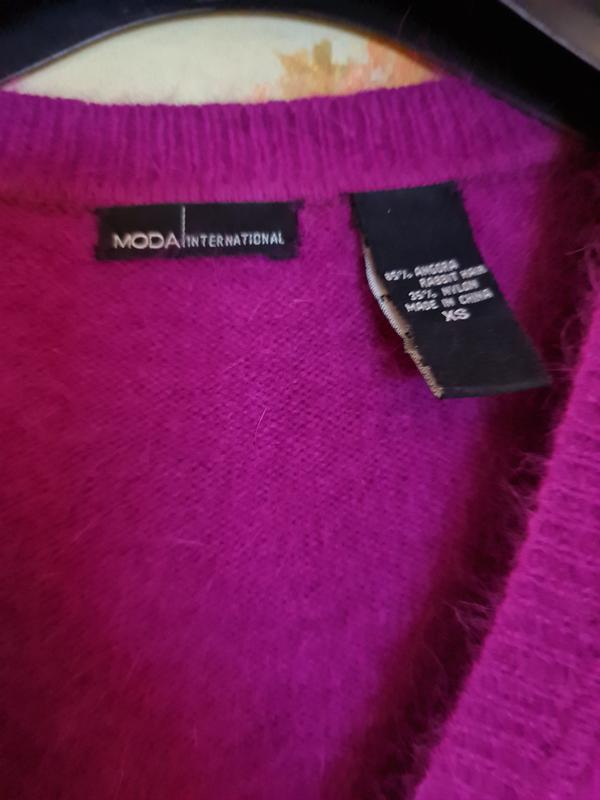 MODA INTERNATIONAL
65% ANGORA
RABBIT HAIR
35% NYLON
MADE IN CHINA
XS